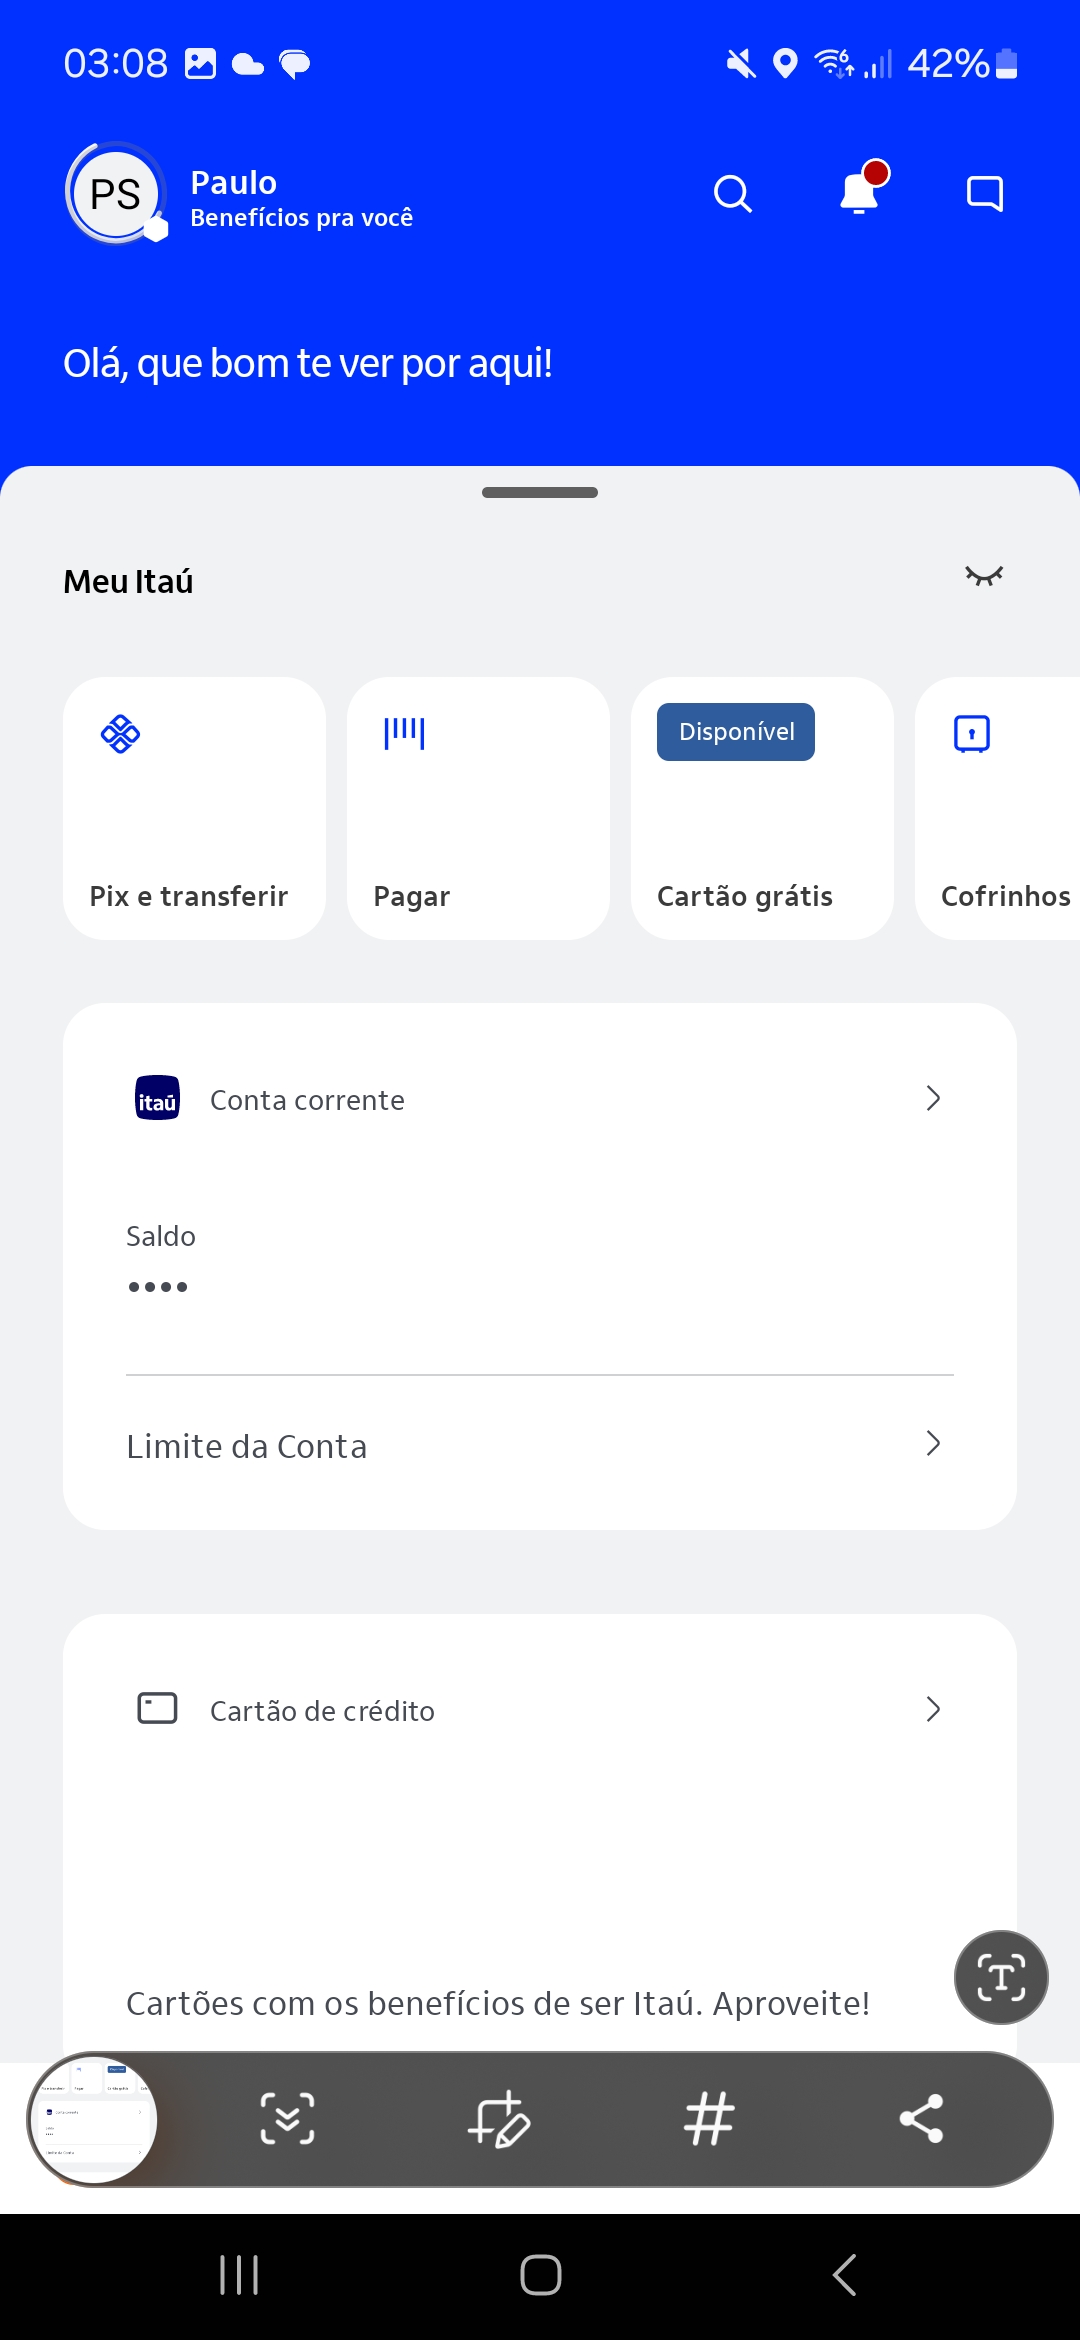 03:08
42%
PS
Paulo
Benefícios pra você
Olá, que bom te ver por aqui!
Meu Itaú
Disponível
Pix e transferir
Pagar
Cartão grátis
Cofrinhos
itaú
Conta corrente
Saldo
••••
Limite da Conta
Cartão de crédito
Cartões com os benefícios de ser Itaú. Aproveite!